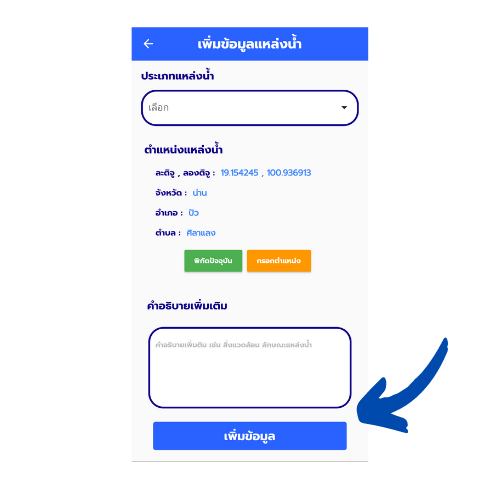 เพิ่มข้อมูลแหล่งน้ำ
ประเภทแหล่งน้ำ
เลือก
ตำแหน่งแหล่งน้ำ
ละติจู , ลองติจู : 19.154245 , 100.936913
จังหวัด : น่าน
อำเภอ : ปัว
ตำบล : ศิลาแลง
พิกัดปัจจุบัน กรอกตำแหน่ง
คำอธิบายเพิ่มเติม
คำอธิบายเพิ่มเติม เช่น สิ่งแวดล้อม ลักษณะแหล่งน้ำ
เพิ่มข้อมูล